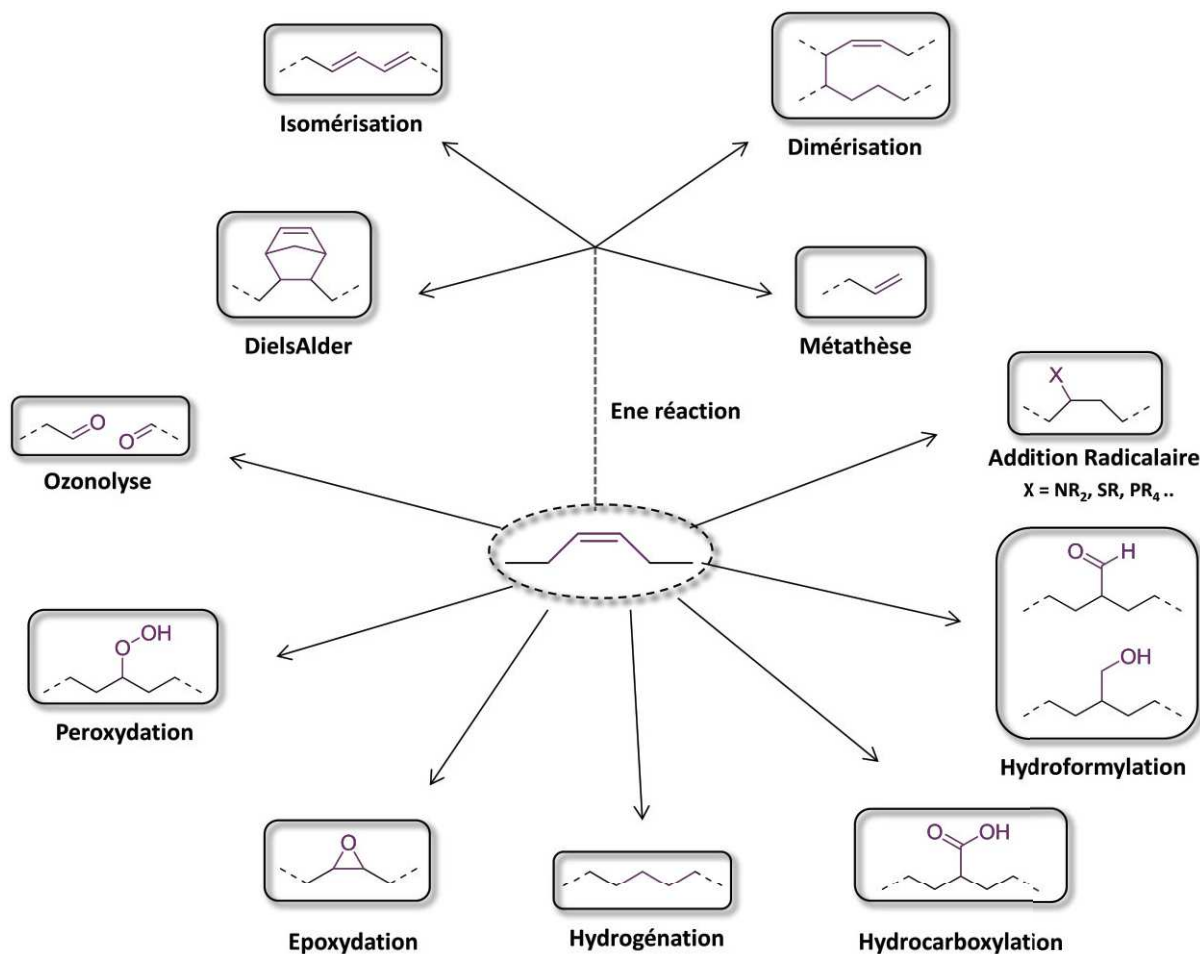 Isomérisation
Dimérisation
DielsAlder
Métathèse
Ene réaction
X
Addition Radicalaire
X = NR₂, SR, PR₄ ..
O
O
Ozonolyse
O
H
OH
Hydroformylation
OH
O
Peroxydation
O
Epoxydation
Hydrogénation
O
OH
Hydrocarboxylation